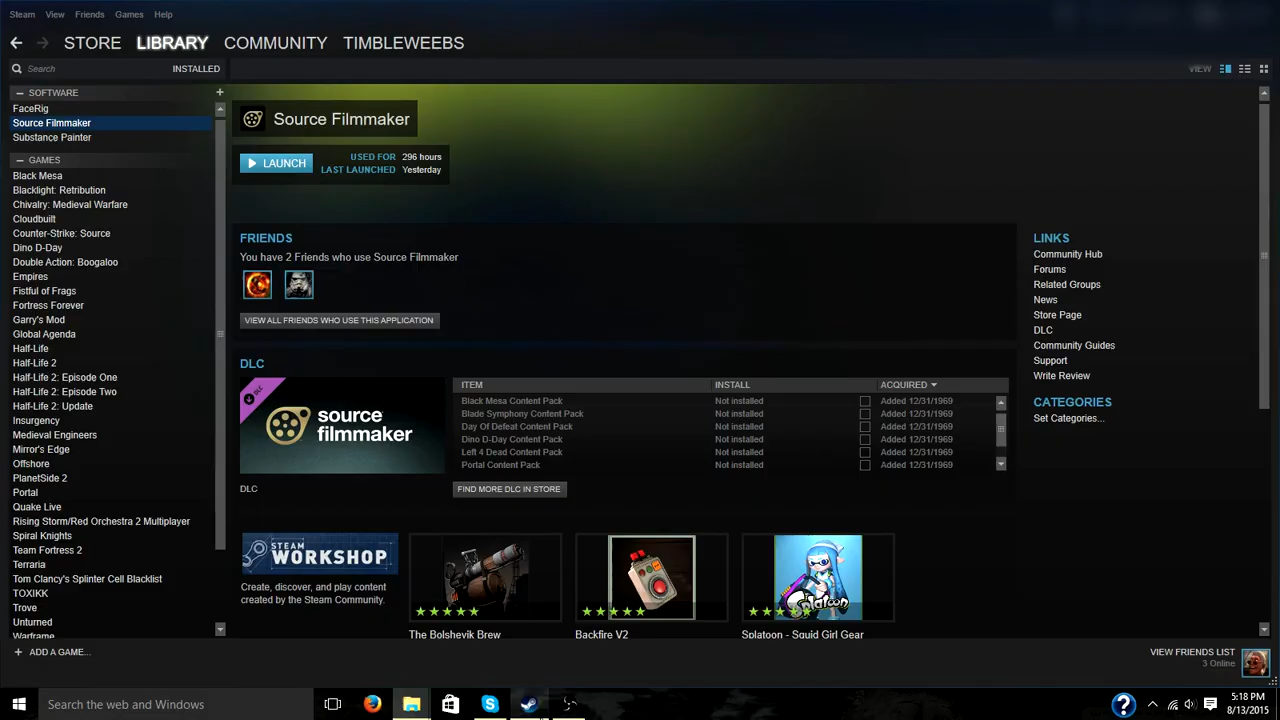 Steam View Friends Games Help
STORE LIBRARY COMMUNITY TIMBLEWEEBS
Search INSTALLED VIEW
SOFTWARE
FaceRig
Source Filmmaker
Substance Painter
GAMES
Black Mesa
Blacklight: Retribution
Chivalry: Medieval Warfare
Cloudbuilt
Counter-Strike: Source
Dino D-Day
Double Action: Boogaloo
Empires
Fistful of Frags
Fortress Forever
Garry's Mod
Global Agenda
Half-Life
Half-Life 2
Half-Life 2: Episode One
Half-Life 2: Episode Two
Half-Life 2: Update
Insurgency
Medieval Engineers
Mirror's Edge
Offshore
PlanetSide 2
Portal
Quake Live
Rising Storm/Red Orchestra 2 Multiplayer
Spiral Knights
Team Fortress 2
Terraria
Tom Clancy's Splinter Cell Blacklist
TOXIKK
Trove
Unturned
Warframe
Source Filmmaker
LAUNCH
USED FOR 296 hours
LAST LAUNCHED Yesterday
FRIENDS
You have 2 Friends who use Source Filmmaker
VIEW ALL FRIENDS WHO USE THIS APPLICATION
DLC
DLC
source
filmmaker
DLC
ITEM INSTALL ACQUIRED
Black Mesa Content Pack Not installed Added 12/31/1969
Blade Symphony Content Pack Not installed Added 12/31/1969
Day Of Defeat Content Pack Not installed Added 12/31/1969
Dino D-Day Content Pack Not installed Added 12/31/1969
Left 4 Dead Content Pack Not installed Added 12/31/1969
Portal Content Pack Not installed Added 12/31/1969
FIND MORE DLC IN STORE
STEAM
WORKSHOP
Create, discover, and play content
created by the Steam Community.
The Bolshevik Brew
Backfire V2
Splatoon
Splatoon - Squid Girl Gear
LINKS
Community Hub
Forums
Related Groups
News
Store Page
DLC
Community Guides
Support
Write Review
CATEGORIES
Set Categories...
ADD A GAME...
VIEW FRIENDS LIST
3 Online
Search the web and Windows
5:18 PM
8/13/2015